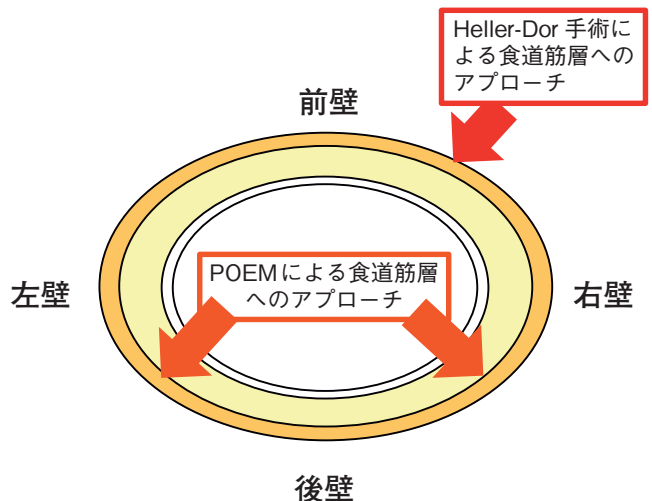 Heller-Dor 手術に
よる食道筋層への
アプローチ
前壁
POEMによる食道筋層
へのアプローチ
左壁
右壁
後壁